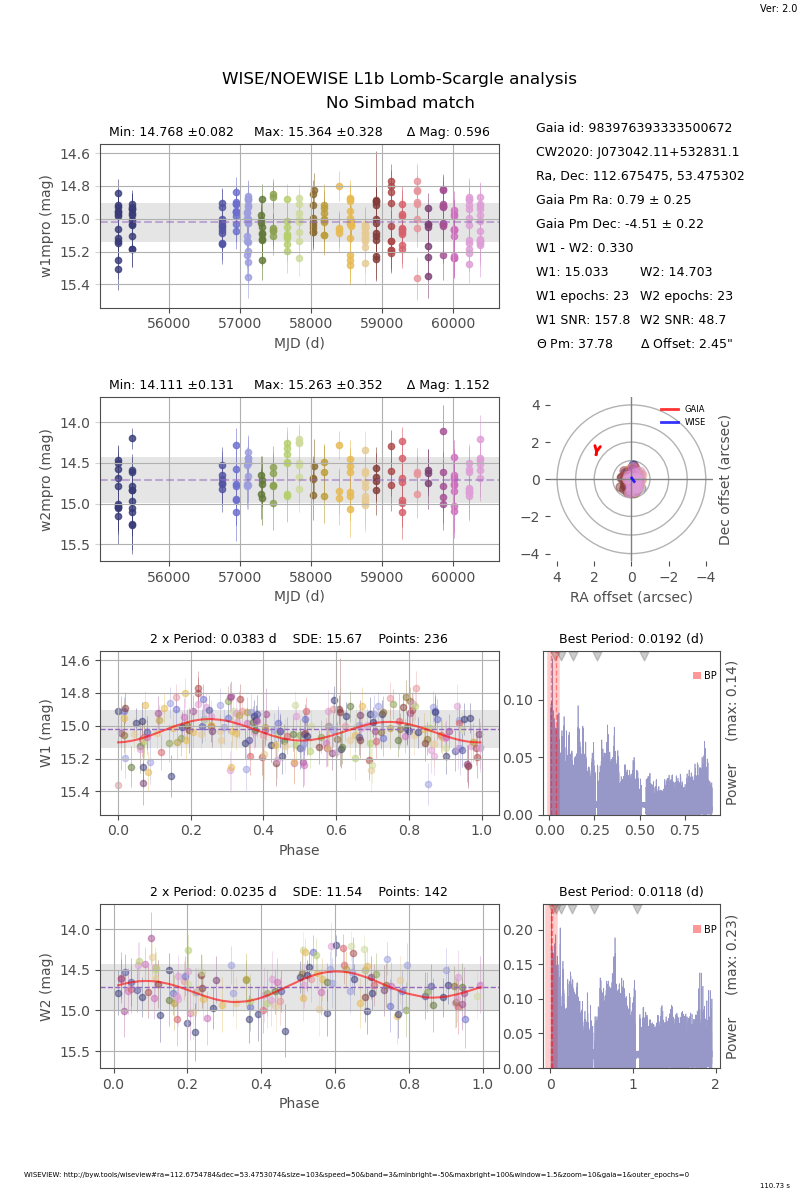 Ver: 2.0
WISE/NOEWISE L1b Lomb-Scargle analysis
No Simbad match
Min: 14.768 ±0.082 Max: 15.364 ±0.328 Δ Mag: 0.596
14.6
14.8
15.0
15.2
15.4
w1mpro (mag)
56000 57000 58000 59000 60000
MJD (d)
Gaia id: 983976393333500672
CW2020: J073042.11+532831.1
Ra, Dec: 112.675475, 53.475302
Gaia Pm Ra: 0.79 ± 0.25
Gaia Pm Dec: -4.51 ± 0.22
W1 - W2: 0.330
W1: 15.033 W2: 14.703
W1 epochs: 23 W2 epochs: 23
W1 SNR: 157.8 W2 SNR: 48.7
Θ Pm: 37.78 Δ Offset: 2.45"
Min: 14.111 ±0.131 Max: 15.263 ±0.352 Δ Mag: 1.152
14.0
14.5
15.0
15.5
w2mpro (mag)
56000 57000 58000 59000 60000
MJD (d)
GAIA
WISE
4
2
0
−2
−4
4 2 0 −2 −4
RA offset (arcsec)
Dec offset (arcsec)
2 x Period: 0.0383 d SDE: 15.67 Points: 236
14.6
14.8
15.0
15.2
15.4
W1 (mag)
0.0 0.2 0.4 0.6 0.8 1.0
Phase
Best Period: 0.0192 (d)
BP
0.10
0.05
0.00
0.00 0.25 0.50 0.75
Power (max: 0.14)
2 x Period: 0.0235 d SDE: 11.54 Points: 142
14.0
14.5
15.0
15.5
W2 (mag)
0.0 0.2 0.4 0.6 0.8 1.0
Phase
Best Period: 0.0118 (d)
BP
0.20
0.15
0.10
0.05
0.00
0 1 2
Power (max: 0.23)
WISEVIEW: http://byw.tools/wiseview#ra=112.6754784&dec=53.4753074&size=103&speed=50&band=3&minbright=-50&maxbright=100&window=1.5&zoom=10&gaia=1&outer_epochs=0
110.73 s